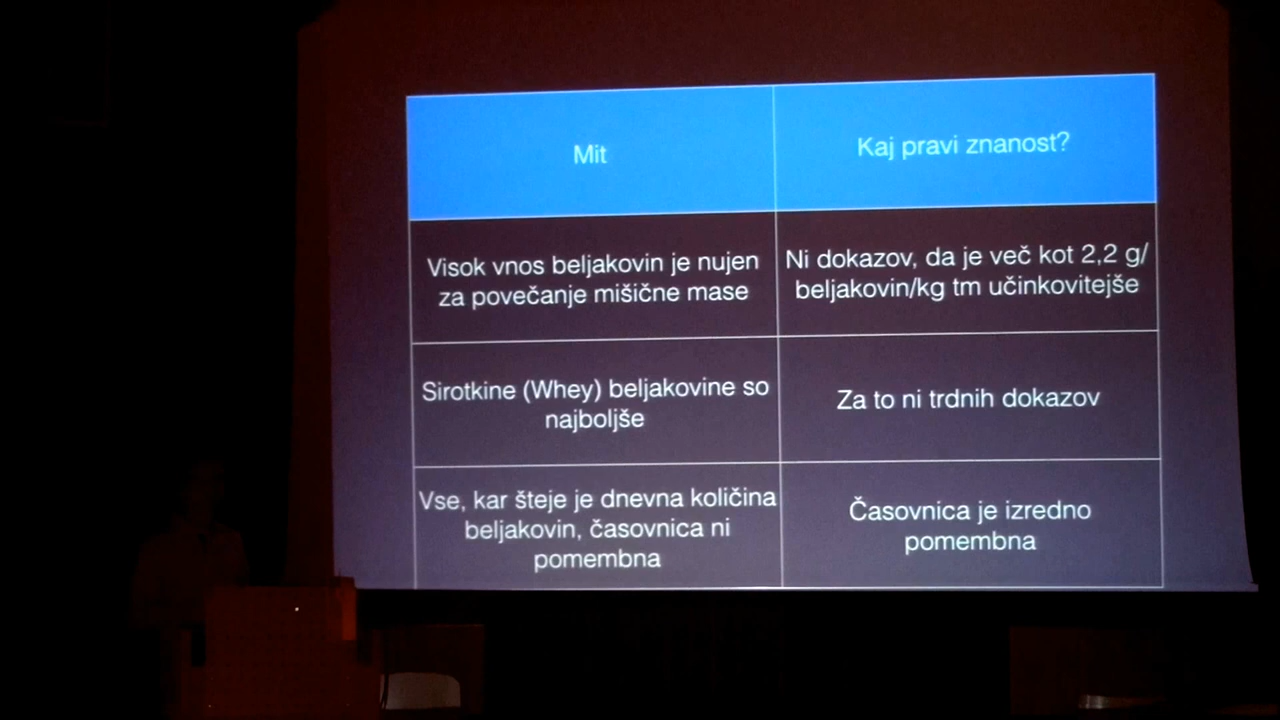 Mit
Kaj pravi znanost?
Visok vnos beljakovin je nujen
za povečanje mišične mase
Ni dokazov, da je več kot 2,2 g/
beljakovin/kg tm učinkovitejše
Sirotkine (Whey) beljakovine so
najboljše
Za to ni trdnih dokazov
Vse, kar šteje je dnevna količina
beljakovin, časovnica ni
pomembna
Časovnica je izredno
pomembna